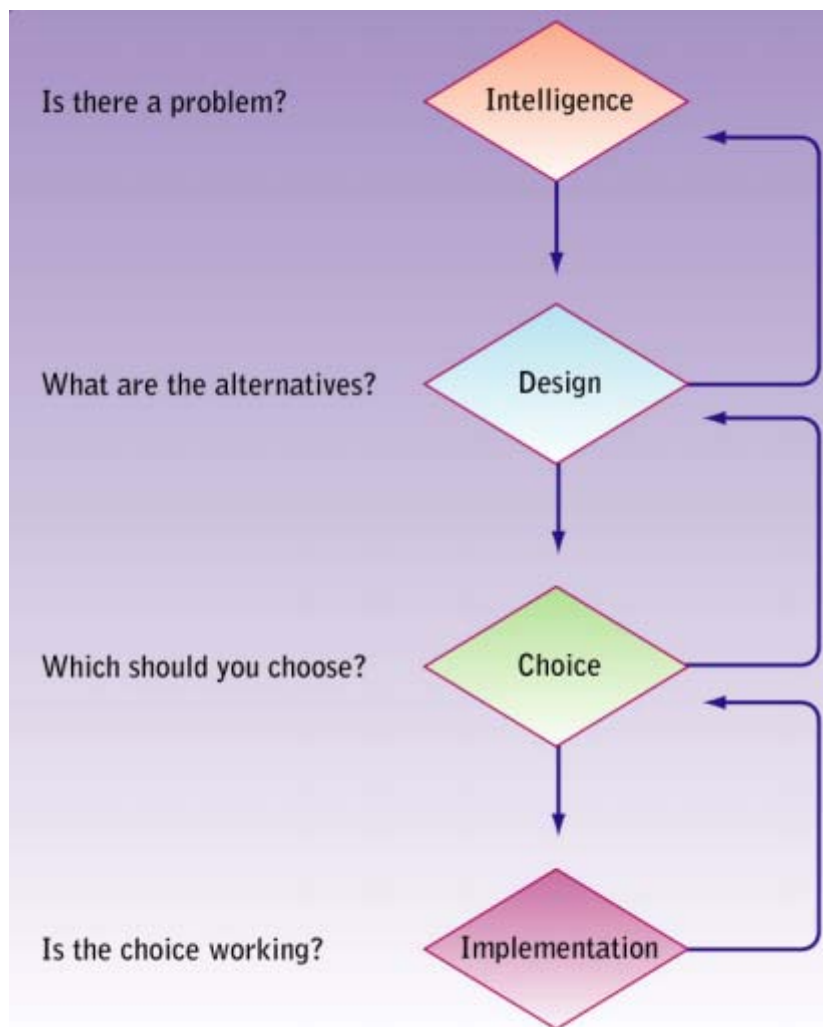 Is there a problem?
Intelligence
What are the alternatives?
Design
Which should you choose?
Choice
Is the choice working?
Implementation